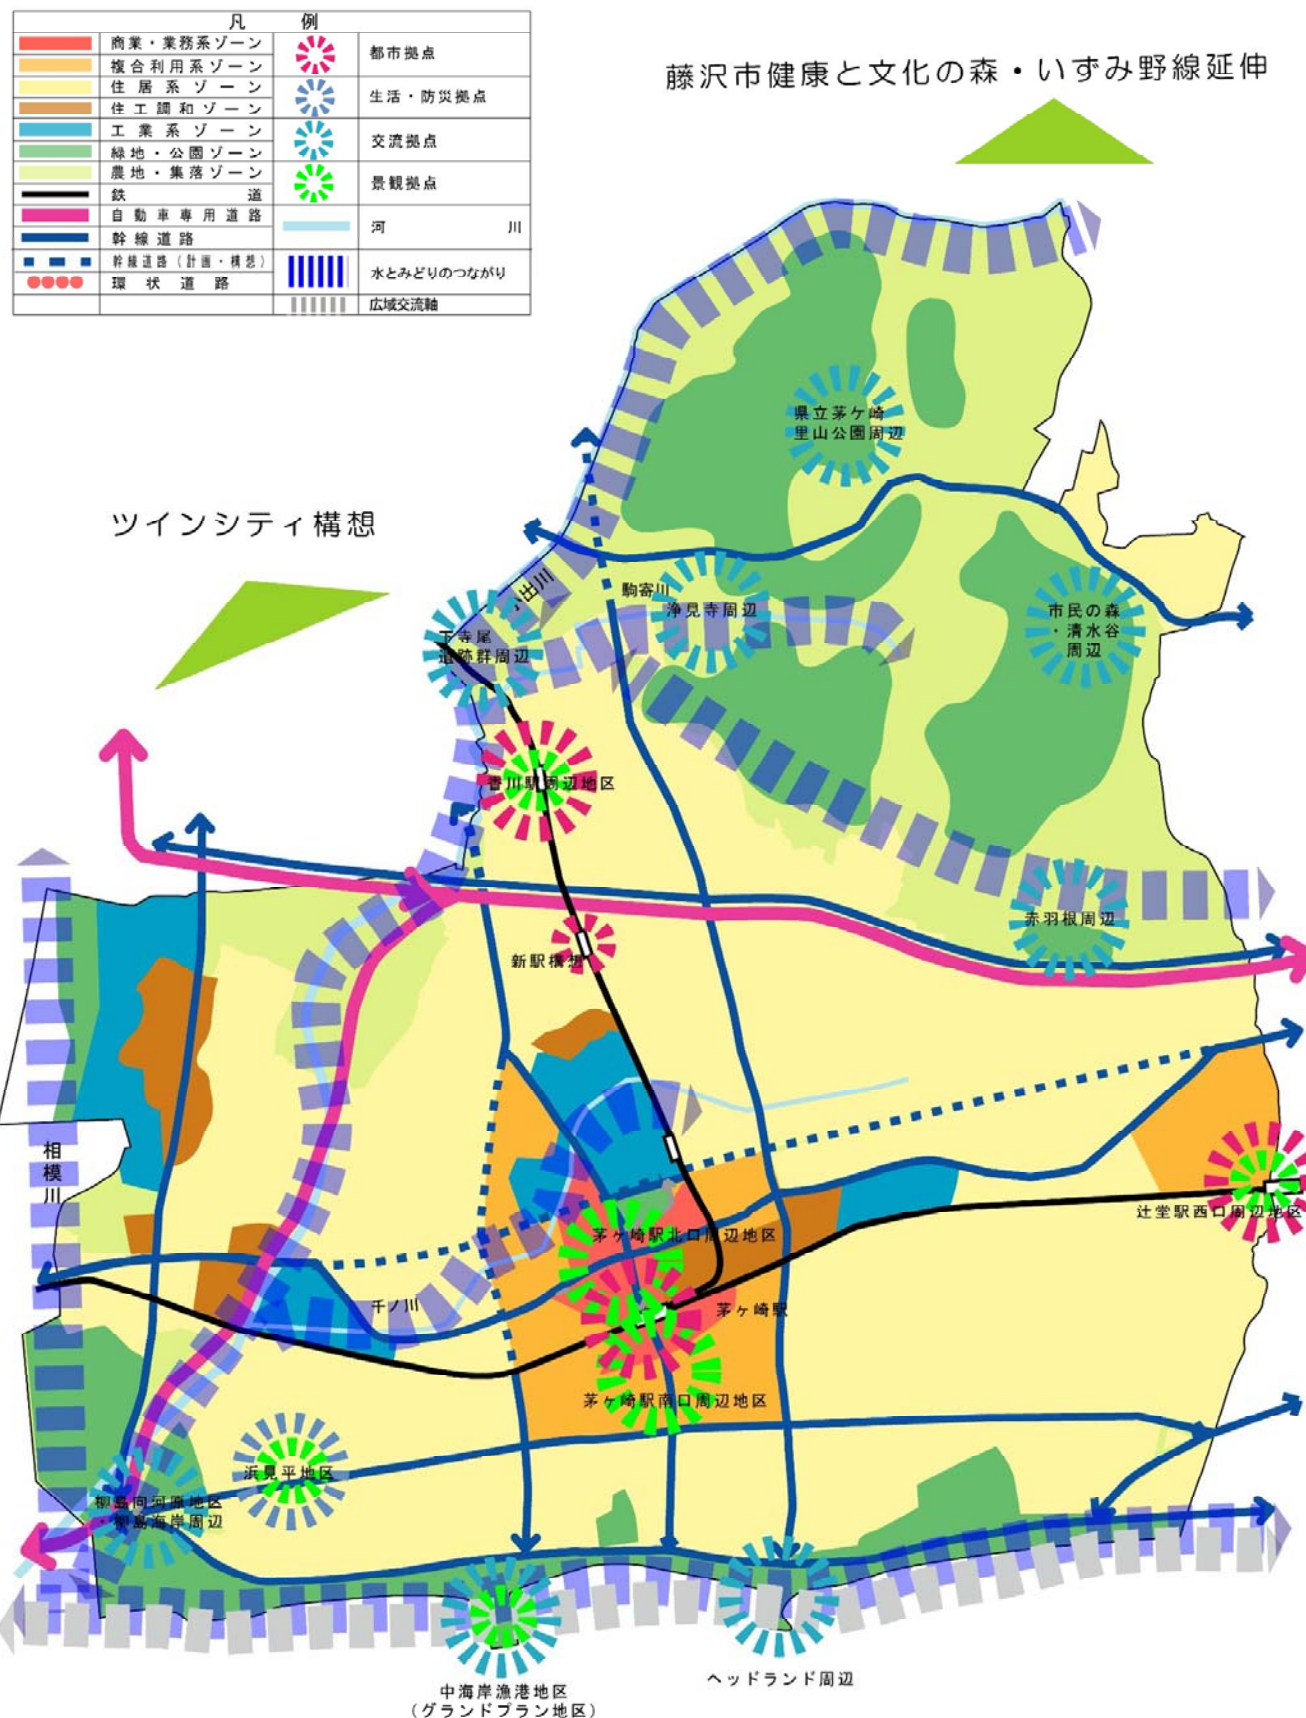 凡　例
商業・業務系ゾーン
複合利用系ゾーン
住居系ゾーン
住工調和ゾーン
工業系ゾーン
緑地・公園ゾーン
農地・集落ゾーン
鉄道
自動車専用道路
幹線道路
幹線道路（計画・構想）
環状道路
都市拠点
生活・防災拠点
交流拠点
景観拠点
河川
水とみどりのつながり
広域交流軸
藤沢市健康と文化の森・いずみ野線延伸
県立茅ケ崎
里山公園周辺
ツインシティ構想
小出川
駒寄川
浄見寺周辺
市民の森
・清水谷
周辺
下寺尾
遺跡群周辺
香川駅周辺地区
赤羽根周辺
新駅構想
相模川
辻堂駅西口周辺地区
茅ケ崎駅北口周辺地区
千ノ川
茅ヶ崎駅
茅ケ崎駅南口周辺地区
浜見平地区
柳島向河原地区
・柳島海岸周辺
ヘッドランド周辺
中海岸漁港地区
（グランドプラン地区）